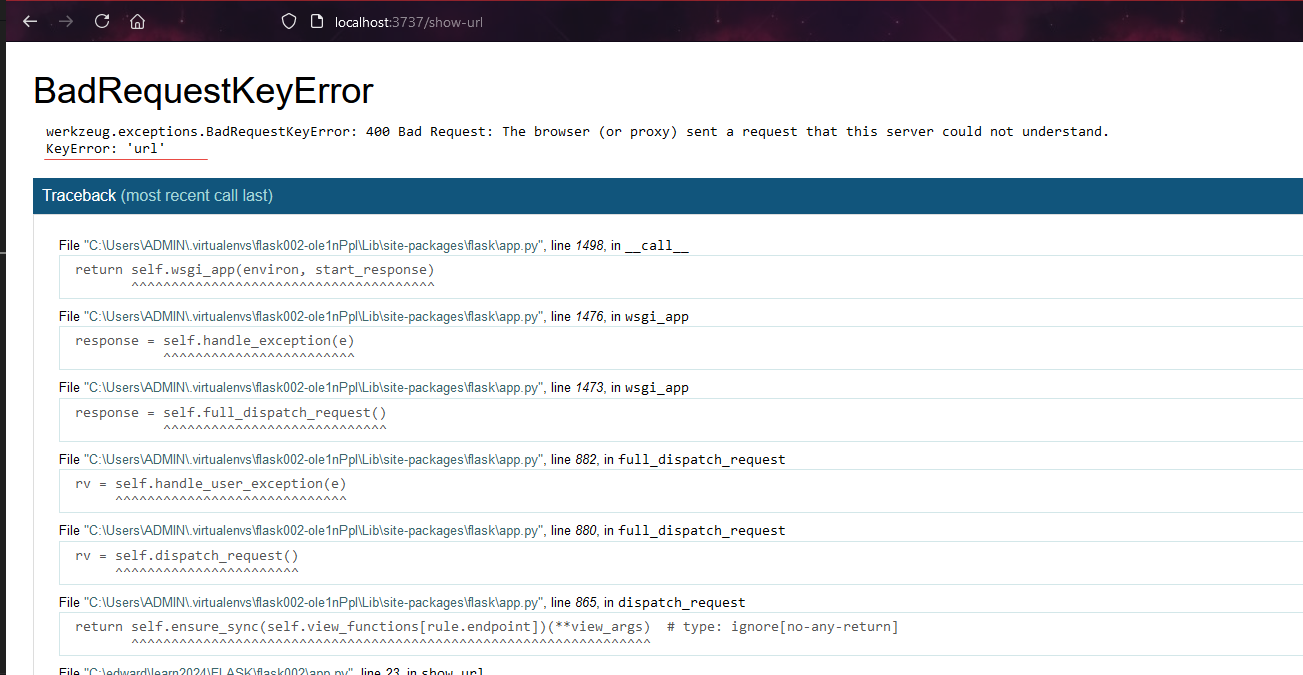 localhost:3737/show-url
BadRequestKeyError
werkzeug.exceptions.BadRequestKeyError: 400 Bad Request: The browser (or proxy) sent a request that this server could not understand.
KeyError: 'url'
Traceback (most recent call last)
File "C:\Users\ADMIN\.virtualenvs\flask002-ole1nPpl\Lib\site-packages\flask\app.py", line 1498, in __call__
return self.wsgi_app(environ, start_response)
^^^^^^^^^^^^^^^^^^^^^^^^^^^^^^^^^^^^^^
File "C:\Users\ADMIN\.virtualenvs\flask002-ole1nPpl\Lib\site-packages\flask\app.py", line 1476, in wsgi_app
response = self.handle_exception(e)
^^^^^^^^^^^^^^^^^^^^^^^^
File "C:\Users\ADMIN\.virtualenvs\flask002-ole1nPpl\Lib\site-packages\flask\app.py", line 1473, in wsgi_app
response = self.full_dispatch_request()
^^^^^^^^^^^^^^^^^^^^^^^^^^^^
File "C:\Users\ADMIN\.virtualenvs\flask002-ole1nPpl\Lib\site-packages\flask\app.py", line 882, in full_dispatch_request
rv = self.handle_user_exception(e)
^^^^^^^^^^^^^^^^^^^^^^^^^^^^^
File "C:\Users\ADMIN\.virtualenvs\flask002-ole1nPpl\Lib\site-packages\flask\app.py", line 880, in full_dispatch_request
rv = self.dispatch_request()
^^^^^^^^^^^^^^^^^^^^^^^
File "C:\Users\ADMIN\.virtualenvs\flask002-ole1nPpl\Lib\site-packages\flask\app.py", line 865, in dispatch_request
return self.ensure_sync(self.view_functions[rule.endpoint])(**view_args)  # type: ignore[no-any-return]
^^^^^^^^^^^^^^^^^^^^^^^^^^^^^^^^^^^^^^^^^^^^^^^^^^^^^^^^^^^^^^^^^
File "C:\edward\learn2024\FLASK\flask002\app.py", line 23, in show_url